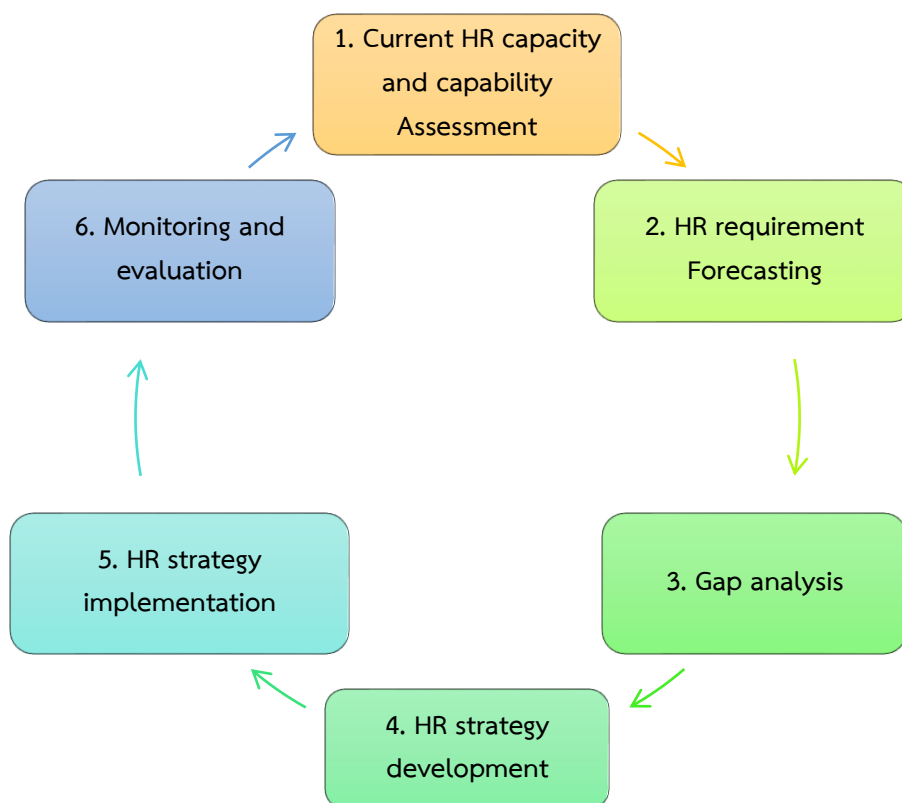 1. Current HR capacity
and capability
Assessment
2. HR requirement
Forecasting
3. Gap analysis
4. HR strategy
development
5. HR strategy
implementation
6. Monitoring and
evaluation